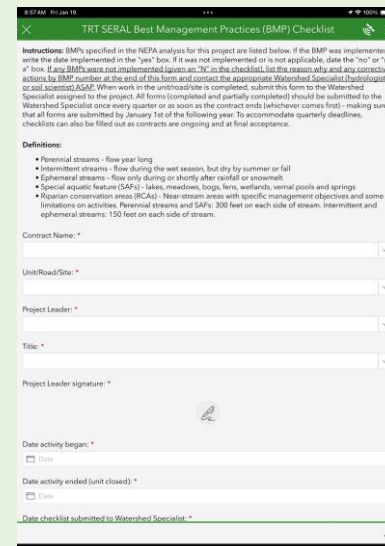 8:57 AM Fri Jan 19
100%
TRT SERAL Best Management Practices (BMP) Checklist
Instructions: BMPs specified in the NEPA analysis for this project are listed below. If the BMP was implemented
write the date implemented in the "yes" box. If it was not implemented or is not applicable, date the "no" or "n
a" box. If any BMPs were not implemented (given an "N" in the checklist), list the reason why and any corrective
actions by BMP number at the end of this form and contact the appropriate Watershed Specialist (hydrologist
or soil scientist) ASAP. When work in the unit/road/site is completed, submit this form to the Watershed
Specialist assigned to the project. All forms (completed and partially completed) should be submitted to the
Watershed Specialist once every quarter or as soon as the contract ends (whichever comes first) - making sure
that all forms are submitted by January 1st of the following year. To accommodate quarterly deadlines,
checklists can also be filled out as contracts are ongoing and at final acceptance.
Definitions:
• Perennial streams - flow year long
• Intermittent streams - flow during the wet season, but dry by summer or fall
• Ephemeral streams - flow only during or shortly after rainfall or snowmelt
• Special aquatic feature (SAFs) - lakes, meadows, bogs, fens, wetlands, vernal pools and springs
• Riparian conservation areas (RCAs) - Near-stream areas with specific management objectives and some
limitations on activities. Perennial streams and SAFs: 300 feet on each side of stream. Intermittent and
ephemeral streams: 150 feet on each side of stream.
Contract Name: *
Unit/Road/Site: *
Project Leader: *
Title: *
Project Leader signature: *
Date activity began: *
Date
Date activity ended (unit closed): *
Date
Date checklist submitted to Watershed Specialist: *